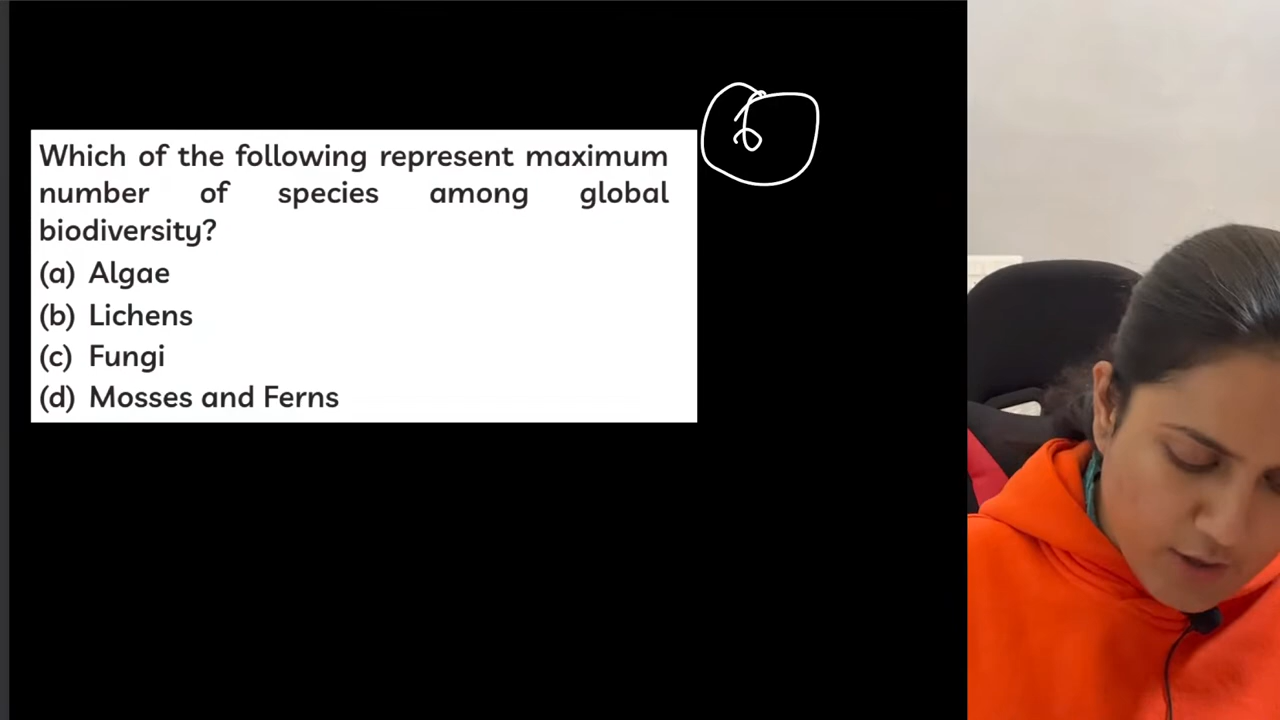 Which of the following represent maximum
number of species among global
biodiversity?
(a) Algae
(b) Lichens
(c) Fungi
(d) Mosses and Ferns